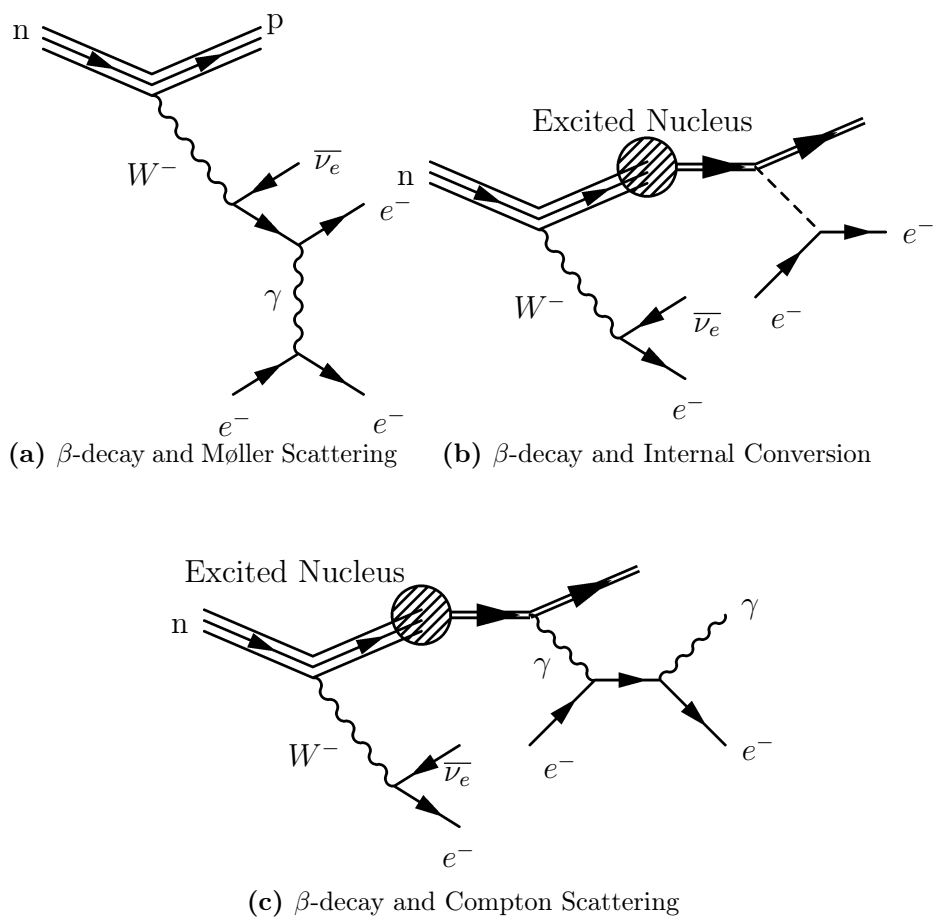 n
p
W⁻
ν̅ₑ
e⁻
γ
e⁻
e⁻
(a) β-decay and Møller Scattering
Excited Nucleus
n
W⁻
ν̅ₑ
e⁻
e⁻
e⁻
(b) β-decay and Internal Conversion
Excited Nucleus
n
γ
γ
W⁻
ν̅ₑ
e⁻
e⁻
e⁻
(c) β-decay and Compton Scattering